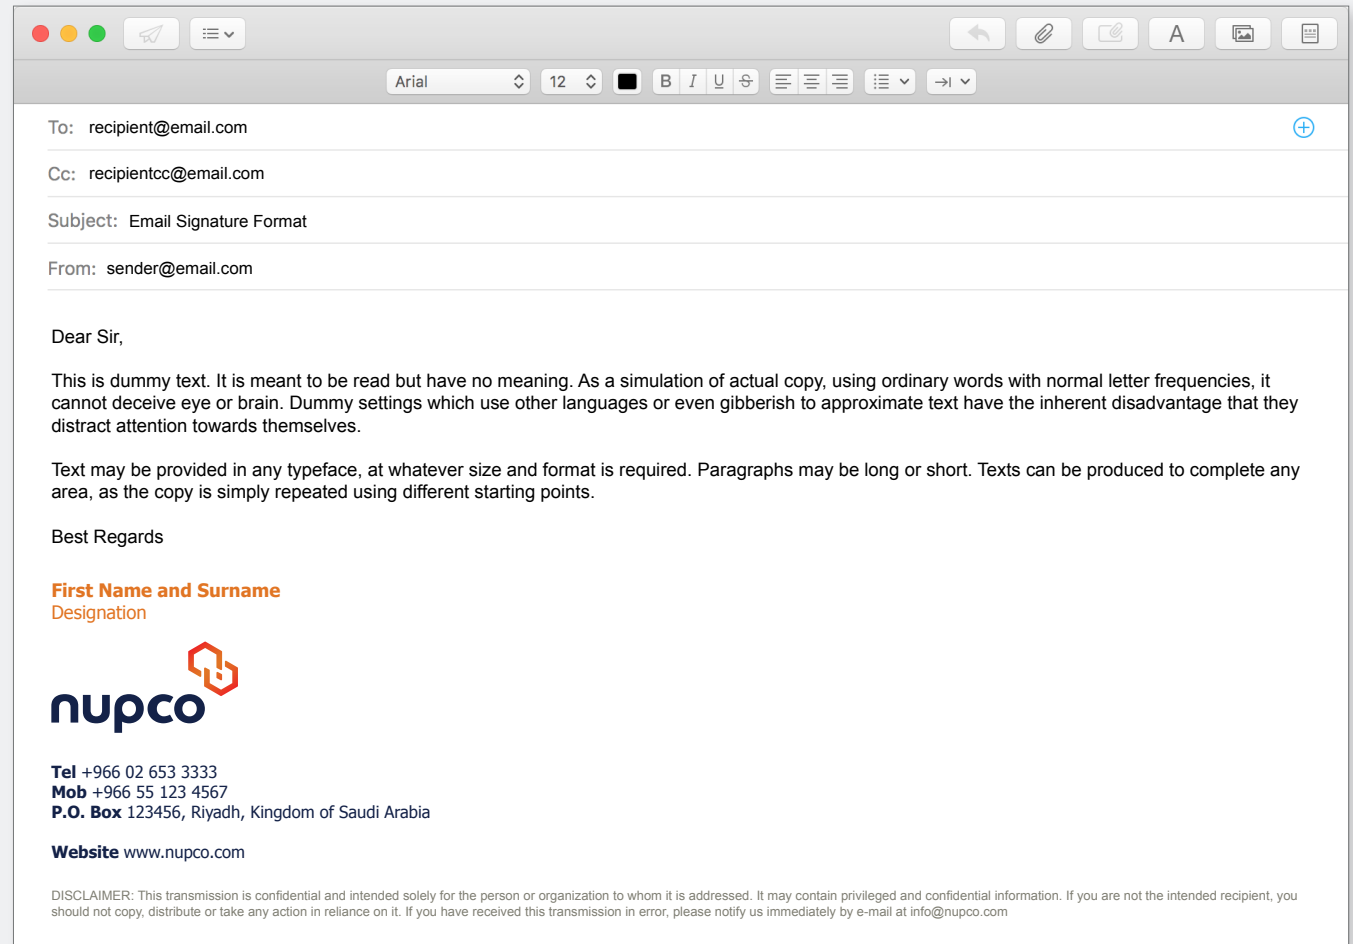 Arial
12
B I U S
A
To: recipient@email.com
Cc: recipientcc@email.com
Subject: Email Signature Format
From: sender@email.com
Dear Sir,
This is dummy text. It is meant to be read but have no meaning. As a simulation of actual copy, using ordinary words with normal letter frequencies, it
cannot deceive eye or brain. Dummy settings which use other languages or even gibberish to approximate text have the inherent disadvantage that they
distract attention towards themselves.
Text may be provided in any typeface, at whatever size and format is required. Paragraphs may be long or short. Texts can be produced to complete any
area, as the copy is simply repeated using different starting points.
Best Regards
First Name and Surname
Designation
nupco
Tel +966 02 653 3333
Mob +966 55 123 4567
P.O. Box 123456, Riyadh, Kingdom of Saudi Arabia
Website www.nupco.com
DISCLAIMER: This transmission is confidential and intended solely for the person or organization to whom it is addressed. It may contain privileged and confidential information. If you are not the intended recipient, you
should not copy, distribute or take any action in reliance on it. If you have received this transmission in error, please notify us immediately by e-mail at info@nupco.com